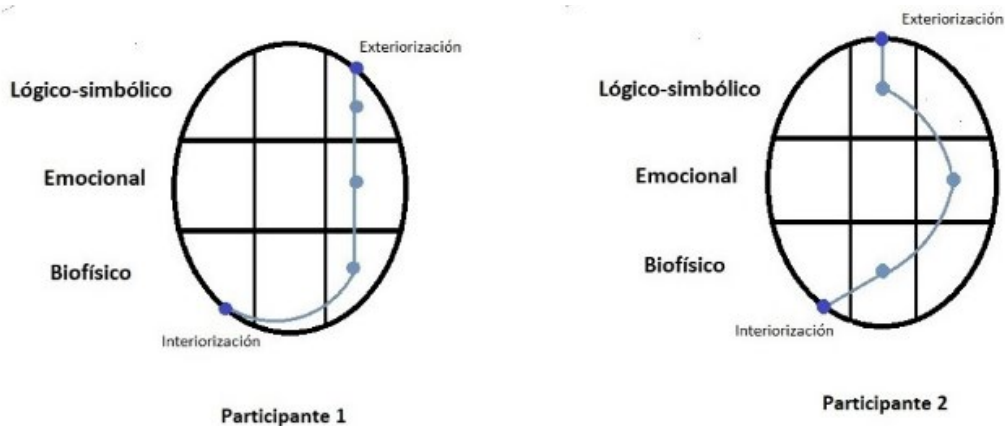 Exteriorización
Lógico-simbólico
Emocional
Biofísico
Interiorización
Participante 1
Exteriorización
Lógico-simbólico
Emocional
Biofísico
Interiorización
Participante 2